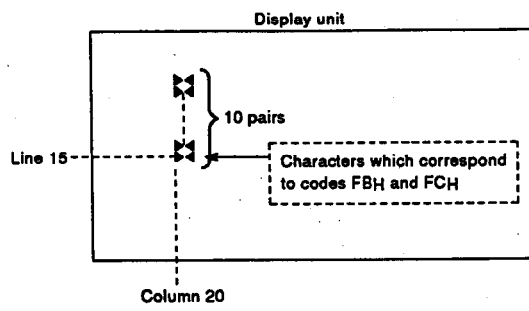 Display unit
10 pairs
Line 15
Characters which correspond
to codes FBH and FCH
Column 20